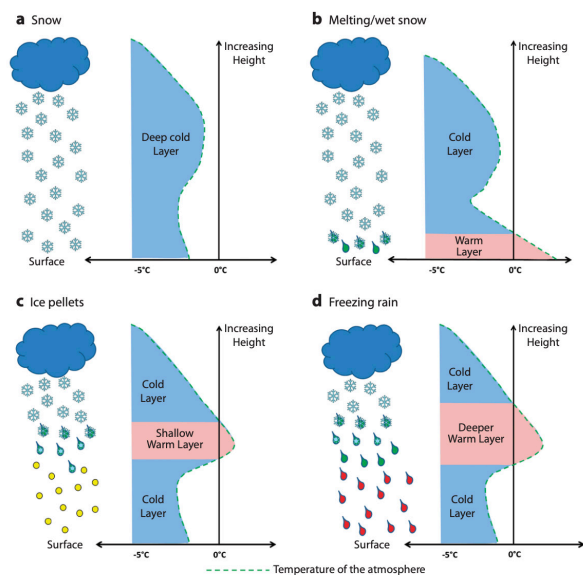 a Snow
Increasing
Height
Deep cold
Layer
Surface
-5°C
0°C
b Melting/wet snow
Increasing
Height
Cold
Layer
Warm
Layer
Surface
-5°C
0°C
c Ice pellets
Increasing
Height
Cold
Layer
Shallow
Warm Layer
Cold
Layer
Surface
-5°C
0°C
d Freezing rain
Increasing
Height
Cold
Layer
Deeper
Warm Layer
Cold
Layer
Surface
-5°C
0°C
Temperature of the atmosphere